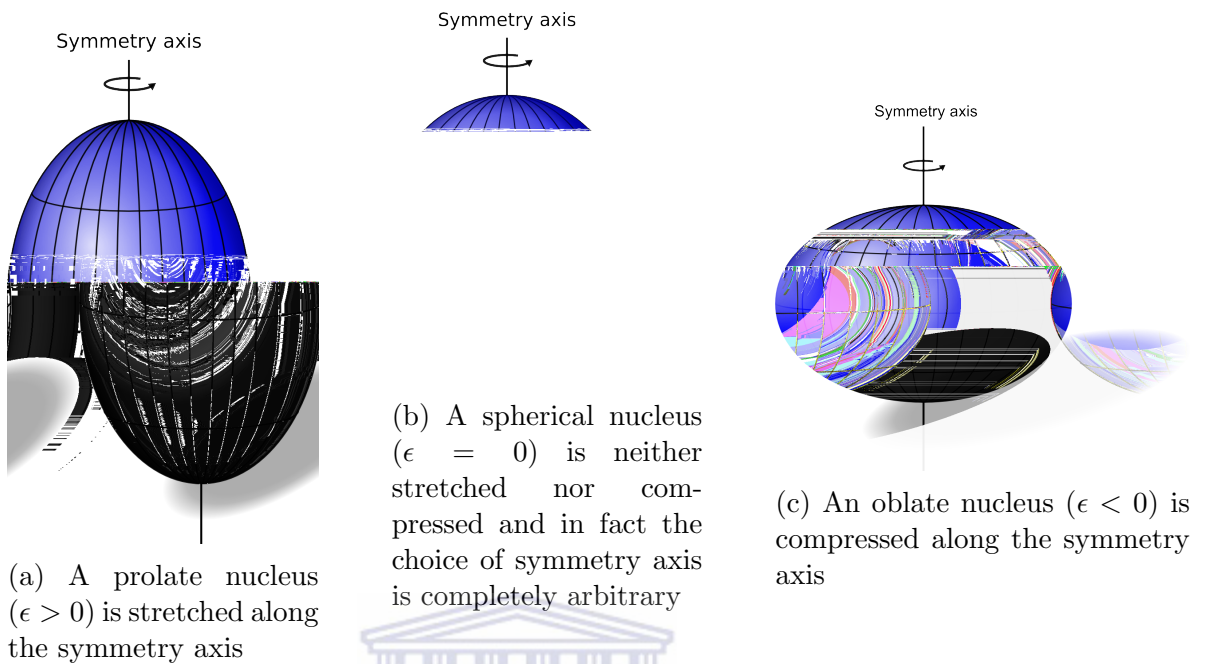 Symmetry axis
(a) A prolate nucleus
(ϵ > 0) is stretched along
the symmetry axis
Symmetry axis
(b) A spherical nucleus
(ϵ = 0) is neither
stretched nor com-
pressed and in fact the
choice of symmetry axis
is completely arbitrary
Symmetry axis
(c) An oblate nucleus (ϵ < 0) is
compressed along the symmetry
axis